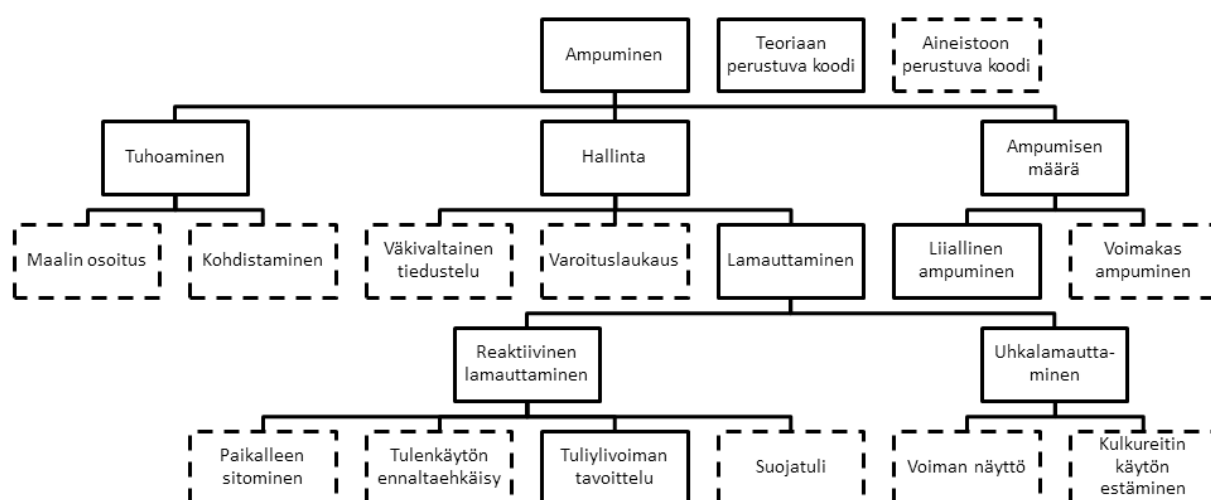 Ampuminen
Teoriaan
perustuva koodi
Aineistoon
perustuva koodi
Tuhoaminen
Hallinta
Ampumisen
määrä
Maalin osoitus
Kohdistaminen
Väkivaltainen
tiedustelu
Varoituslaukaus
Lamauttaminen
Liiallinen
ampuminen
Voimakas
ampuminen
Reaktiivinen
lamauttaminen
Uhkalamautta-
minen
Paikalleen
sitominen
Tulenkäytön
ennaltaehkäisy
Tuliylivoiman
tavoittelu
Suojatuli
Voiman näyttö
Kulkureitin
käytön
estäminen